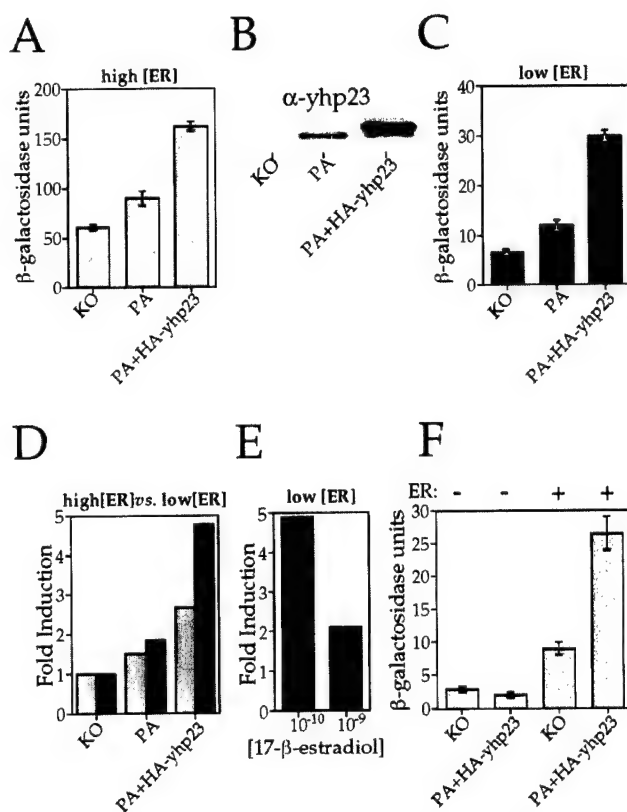 A
high [ER]
β-galactosidase units
200
150
100
50
0
KO
PA
PA+HA-yhp23
B
α-yhp23
KO
PA
PA+HA-yhp23
C
low [ER]
β-galactosidase units
40
30
20
10
0
KO
PA
PA+HA-yhp23
D
high[ER]vs. low[ER]
Fold Induction
5
4
3
2
1
0
KO
PA
PA+HA-yhp23
E
low [ER]
Fold Induction
5
4
3
2
1
0
10⁻¹⁰ 10⁻⁹
[17-β-estradiol]
F
ER: - - + +
β-galactosidase units
30
25
20
15
10
5
0
KO
PA+HA-yhp23
KO
PA+HA-yhp23